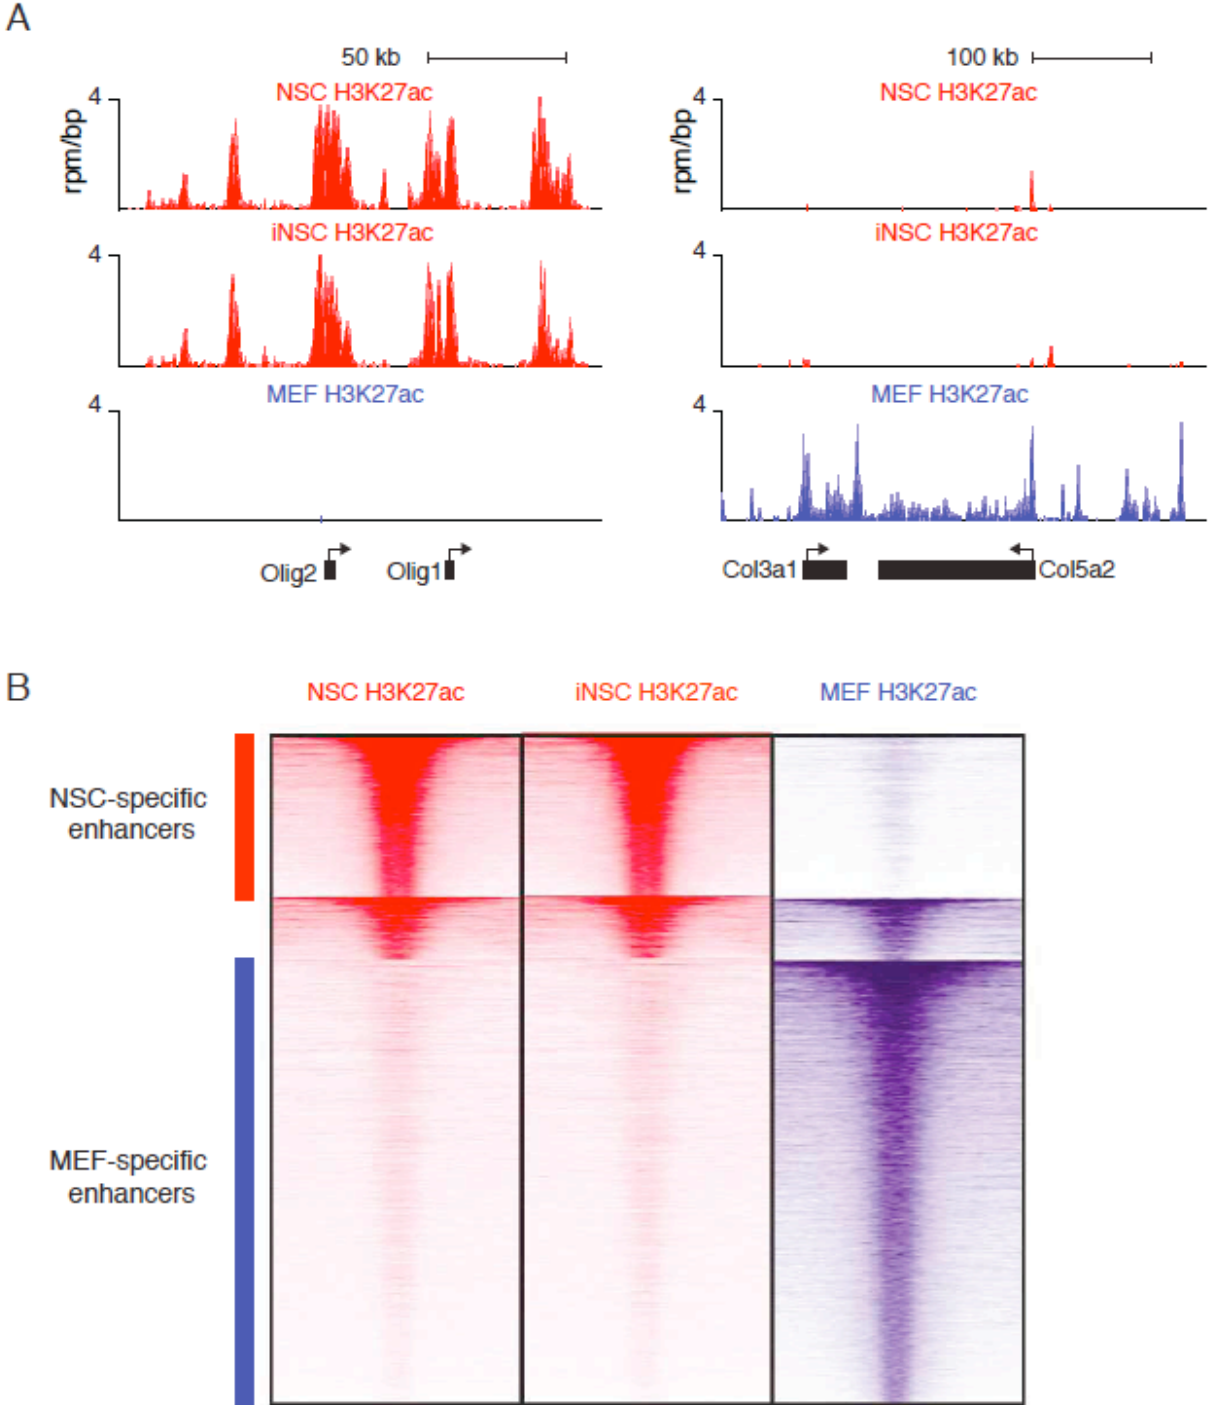 A
50 kb
100 kb
NSC H3K27ac
NSC H3K27ac
4
4
rpm/bp
rpm/bp
iNSC H3K27ac
iNSC H3K27ac
4
4
MEF H3K27ac
MEF H3K27ac
4
4
Olig2
Olig1
Col3a1
Col5a2
B
NSC H3K27ac
iNSC H3K27ac
MEF H3K27ac
NSC-specific
enhancers
MEF-specific
enhancers